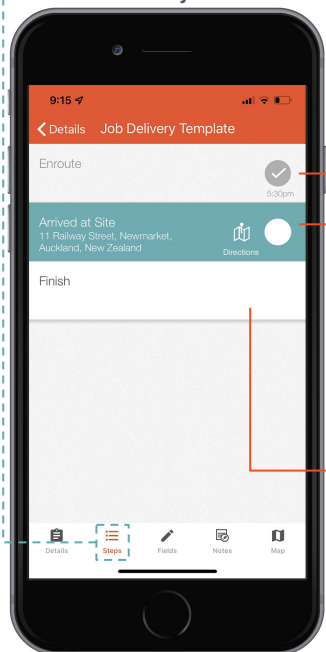 9:15
Details Job Delivery Template
Enroute
5:30pm
Arrived at Site
11 Railway Street, Newmarket,
Auckland, New Zealand
Directions
Finish
Details Steps Fields Notes Map